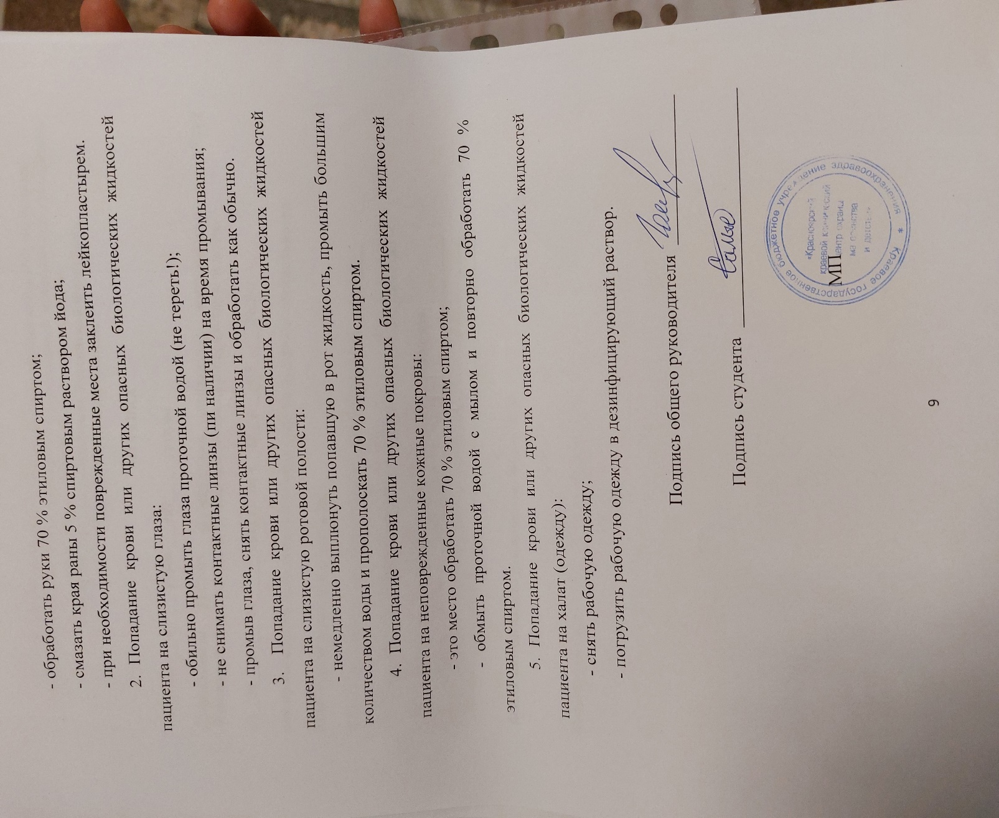 - обработать руки 70 % этиловым спиртом;
- смазать края раны 5 % спиртовым раствором йода;
- при необходимости поврежденные места заклеить лейкопластырем.
2. Попадание крови или других опасных биологических жидкостей
пациента на слизистую глаза:
- обильно промыть глаза проточной водой (не тереть!);
- не снимать контактные линзы (пи наличии) на время промывания;
- промыв глаза, снять контактные линзы и обработать как обычно.
3. Попадание крови или других опасных биологических жидкостей
пациента на слизистую ротовой полости:
- немедленно выплюнуть попавшую в рот жидкость, промыть большим
количеством воды и прополоскать 70 % этиловым спиртом.
4. Попадание крови или других опасных биологических жидкостей
пациента на неповрежденные кожные покровы:
- это место обработать 70 % этиловым спиртом;
- обмыть проточной водой с мылом и повторно обработать 70 %
этиловым спиртом.
5. Попадание крови или других опасных биологических жидкостей
пациента на халат (одежду):
- снять рабочую одежду;
- погрузить рабочую одежду в дезинфицирующий раствор.
Подпись общего руководителя
Подпись студента
МП
Краевое государственное бюджетное учреждение здравоохранения *
«Красноярский
краевой клинический
центр охраны
материнства
и детства»
9